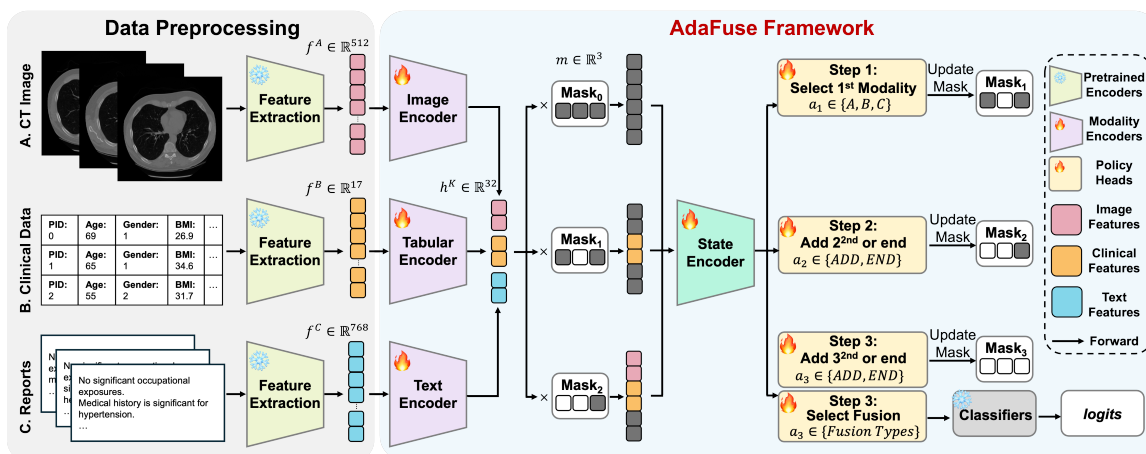 Data Preprocessing
AdaFuse Framework
A. CT Image
f^A ∈ ℝ^512
Feature
Extraction
Image
Encoder
m ∈ ℝ^3
×
Mask0
Step 1:
Select 1st Modality
a1 ∈ {A, B, C}
Update
Mask
Mask1
B. Clinical Data
PID: Age: Gender: BMI: ...
0 69 1 26.9
PID: Age: Gender: BMI: ...
1 65 1 34.6
PID: Age: Gender: BMI: ...
2 55 2 31.7
f^B ∈ ℝ^17
Feature
Extraction
Tabular
Encoder
h^K ∈ ℝ^32
×
Mask1
State
Encoder
Step 2:
Add 2^2nd or end
a2 ∈ {ADD, END}
Update
Mask
Mask2
C. Reports
No significant occupational
exposures.
Medical history is significant for
hypertension.
...
f^C ∈ ℝ^768
Feature
Extraction
Text
Encoder
×
Mask2
Step 3:
Add 3^2nd or end
a3 ∈ {ADD, END}
Update
Mask
Mask3
Step 3:
Select Fusion
a3 ∈ {Fusion Types}
Classifiers
logits
Pretrained
Encoders
Modality
Encoders
Policy
Heads
Image
Features
Clinical
Features
Text
Features
Forward